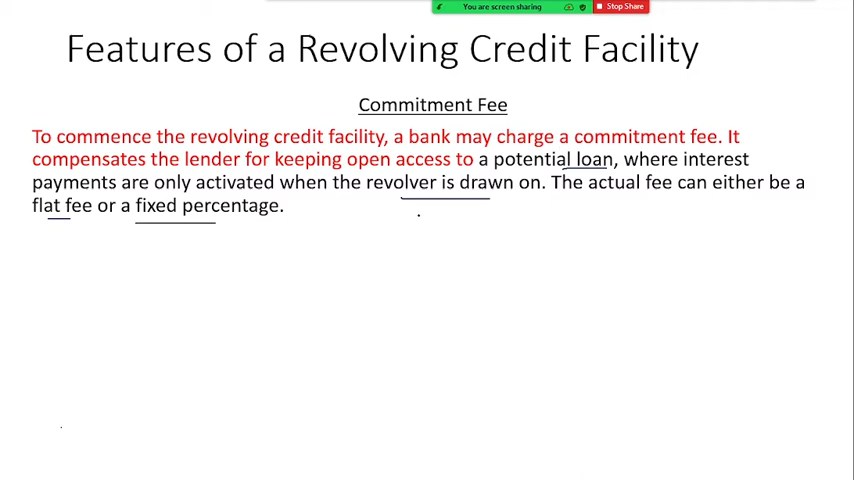 You are screen sharing
Stop Share
Features of a Revolving Credit Facility
Commitment Fee
To commence the revolving credit facility, a bank may charge a commitment fee. It
compensates the lender for keeping open access to a potential loan, where interest
payments are only activated when the revolver is drawn on. The actual fee can either be a
flat fee or a fixed percentage.